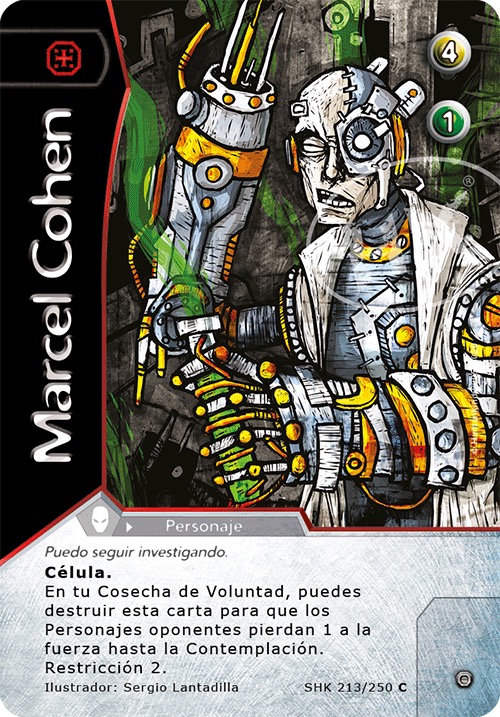 4
1
Marcel Cohen
Personaje
Puedo seguir investigando.
Célula.
En tu Cosecha de Voluntad, puedes
destruir esta carta para que los
Personajes oponentes pierdan 1 a la
fuerza hasta la Contemplación.
Restricción 2.
Ilustrador: Sergio Lantadilla SHK 213/250 C